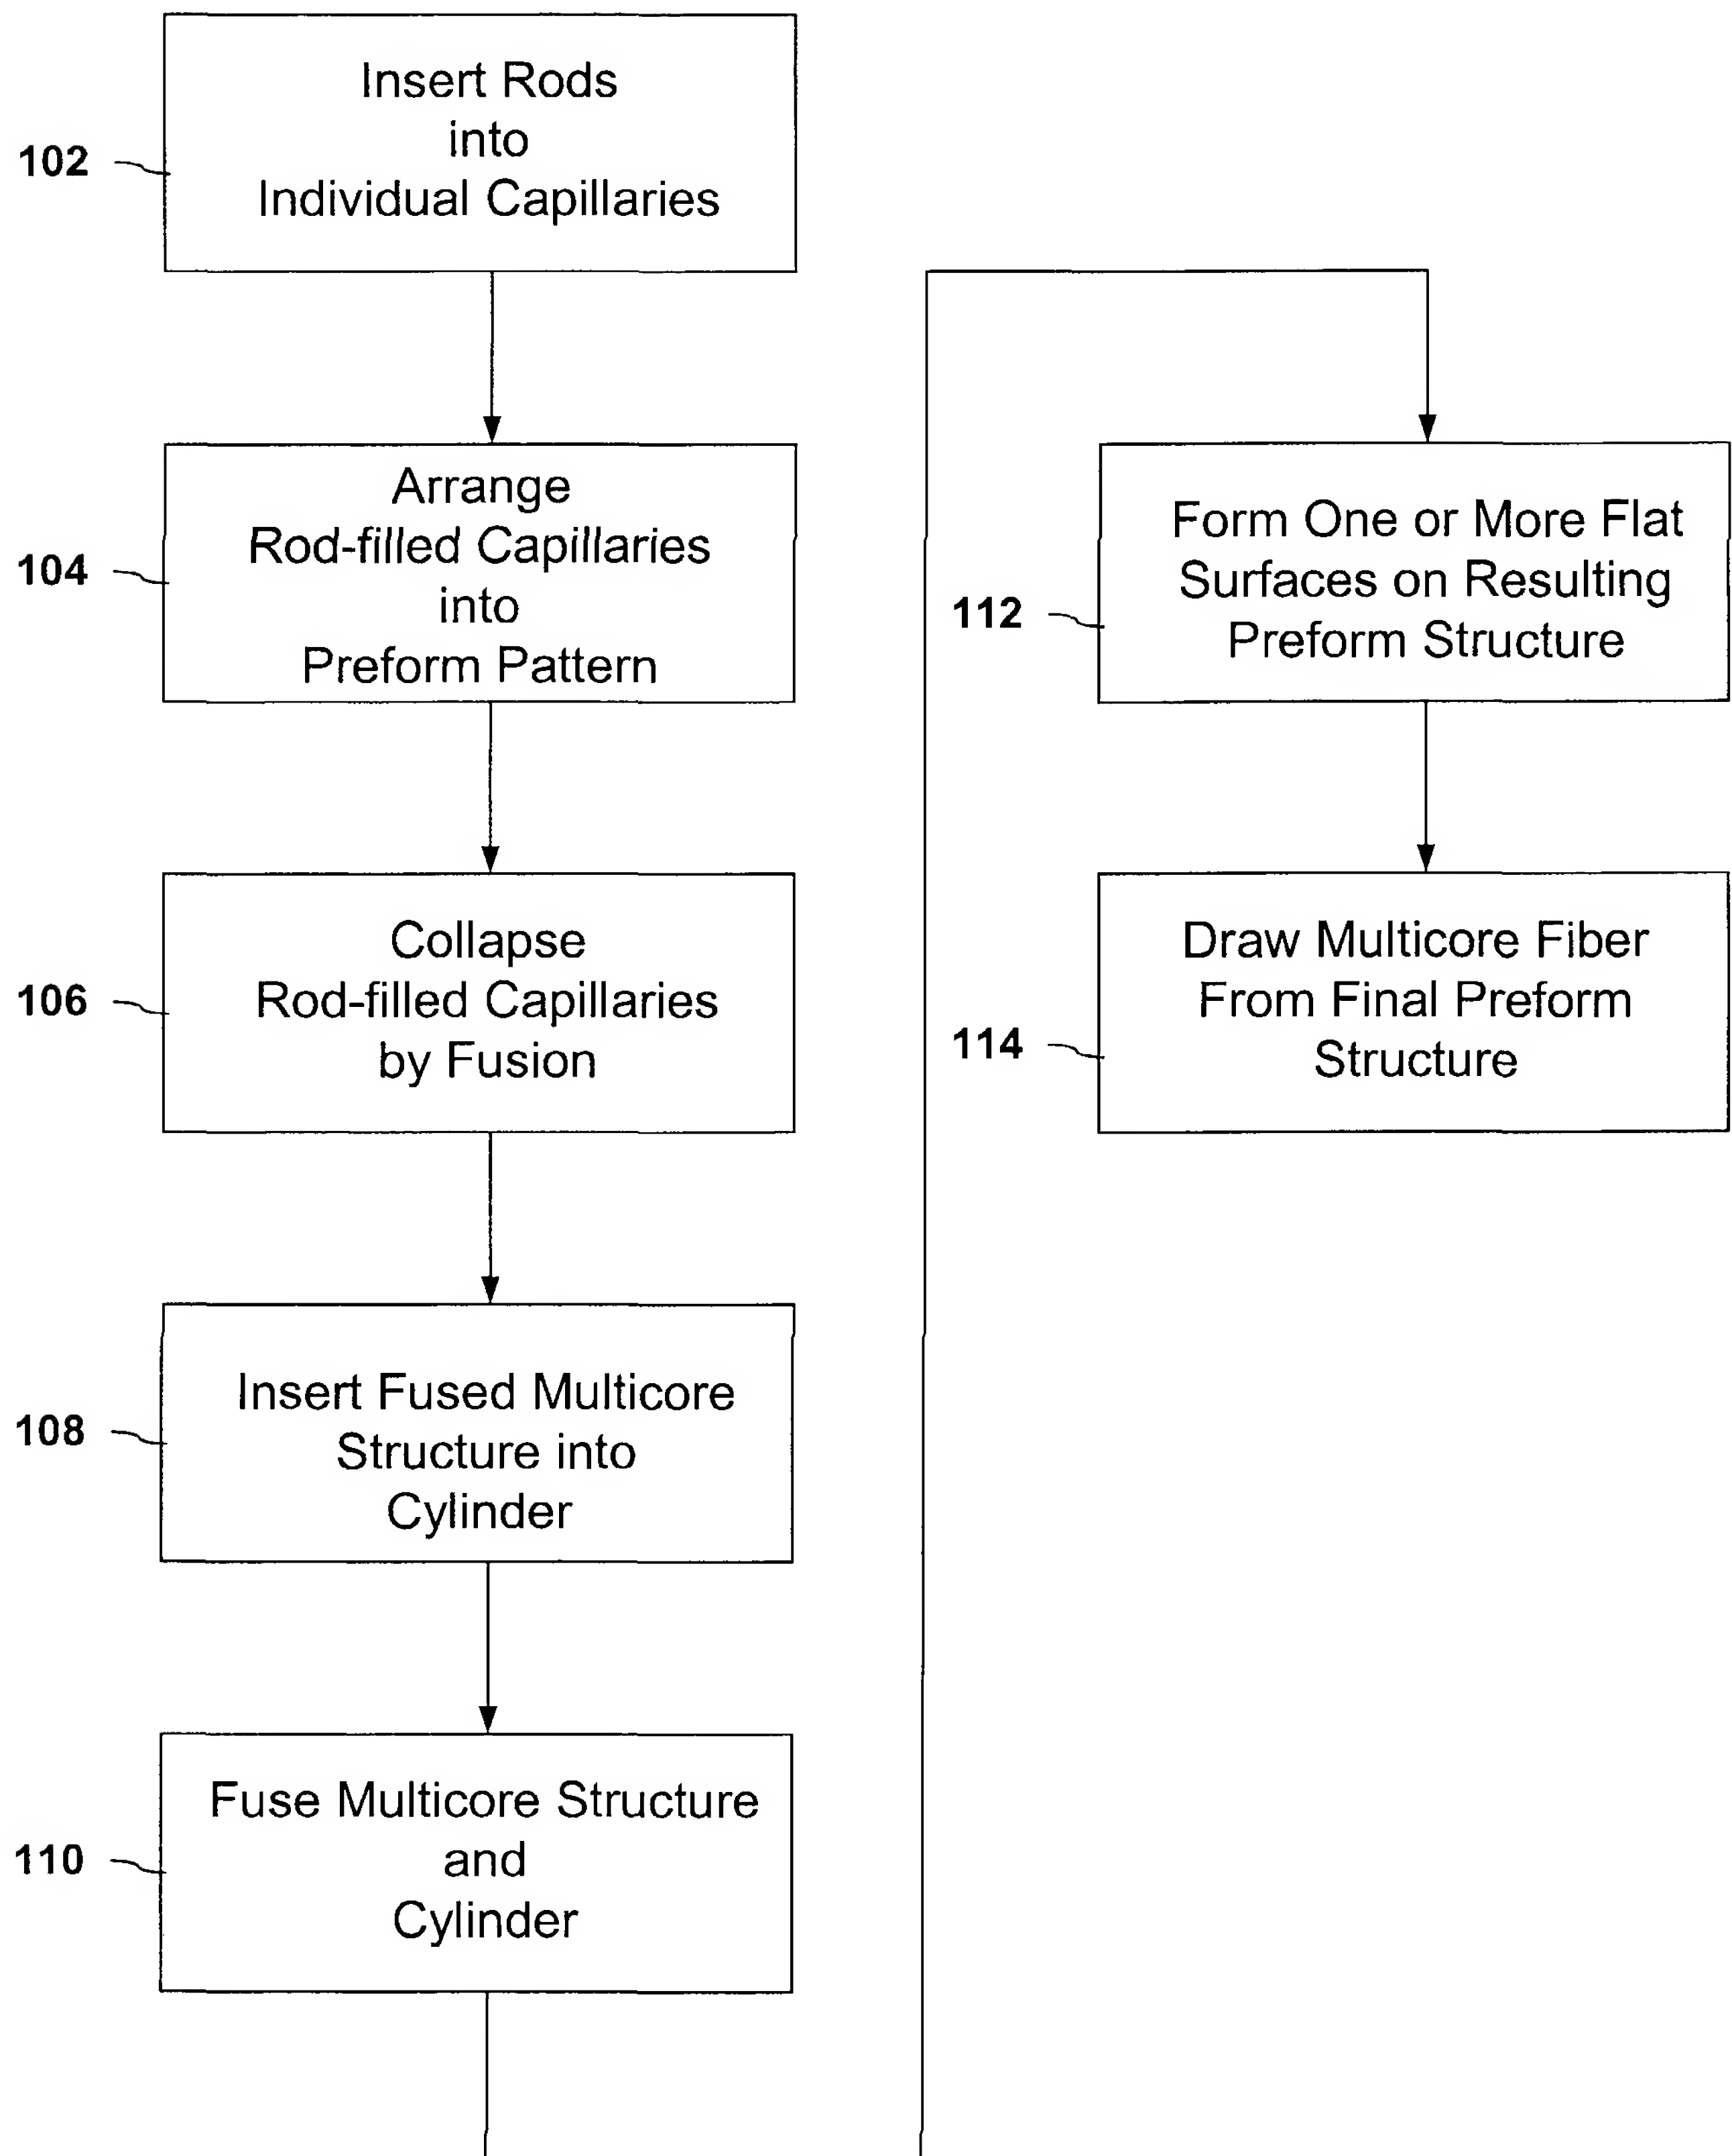 102
Insert Rods
into
Individual Capillaries
104
Arrange
Rod-filled Capillaries
into
Preform Pattern
106
Collapse
Rod-filled Capillaries
by Fusion
108
Insert Fused Multicore
Structure into
Cylinder
110
Fuse Multicore Structure
and
Cylinder
112
Form One or More Flat
Surfaces on Resulting
Preform Structure
114
Draw Multicore Fiber
From Final Preform
Structure